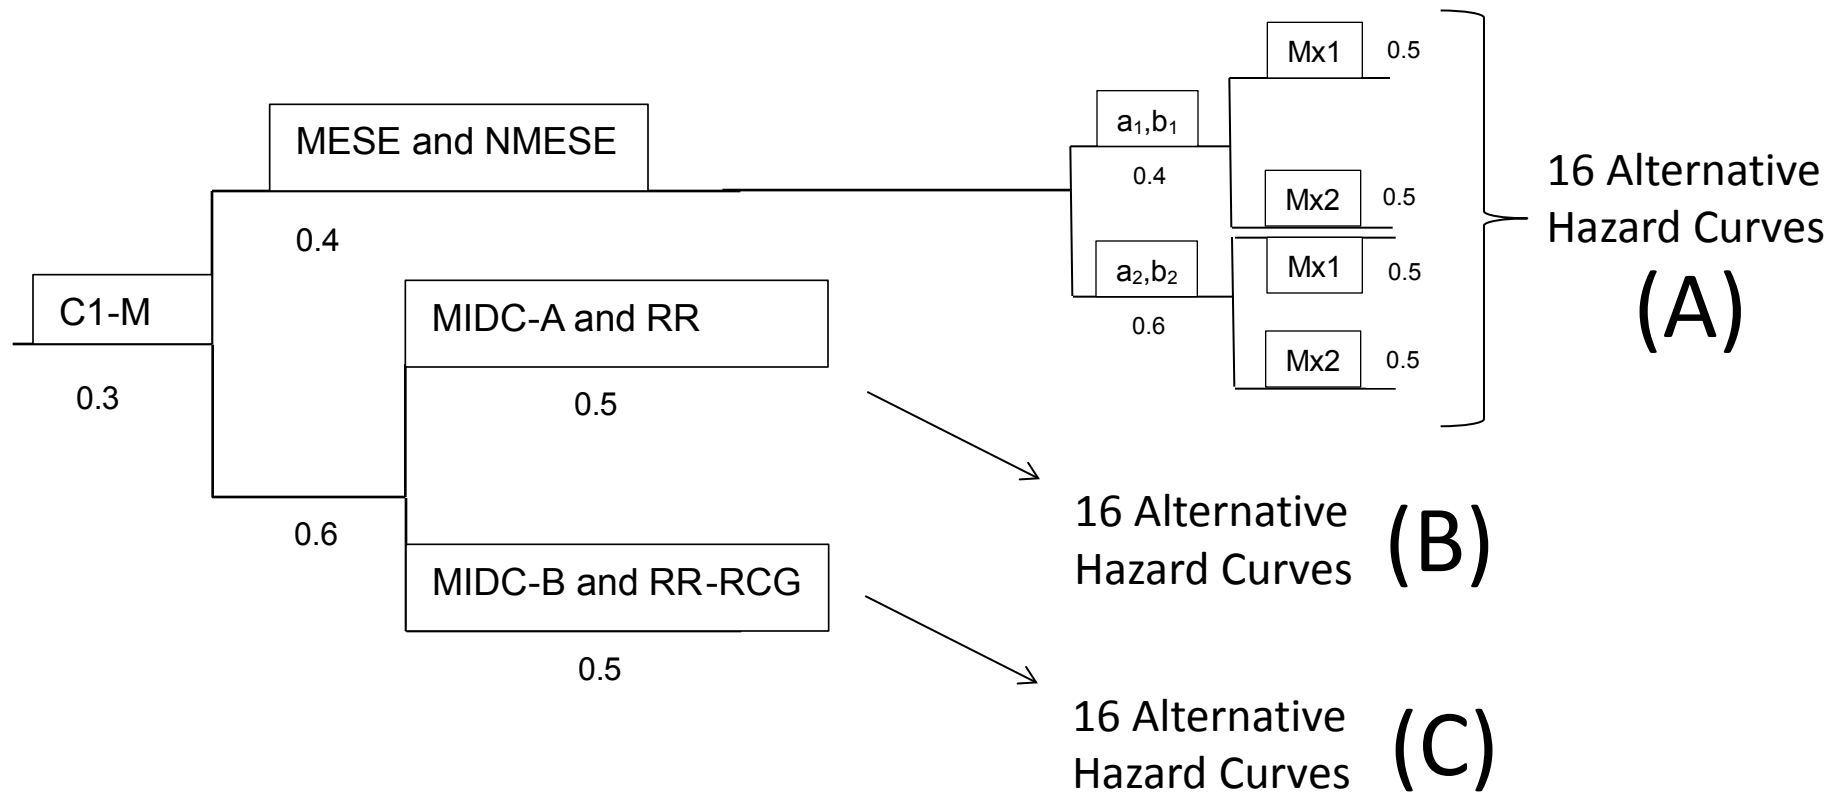 Mx1 0.5
a₁,b₁
0.4
MESE and NMESE
0.4
Mx2 0.5
a₂,b₂
0.6
Mx1 0.5
Mx2 0.5
16 Alternative
Hazard Curves
(A)
C1-M
0.3
MIDC-A and RR
0.5
0.6
16 Alternative
Hazard Curves
(B)
MIDC-B and RR-RCG
0.5
16 Alternative
Hazard Curves
(C)